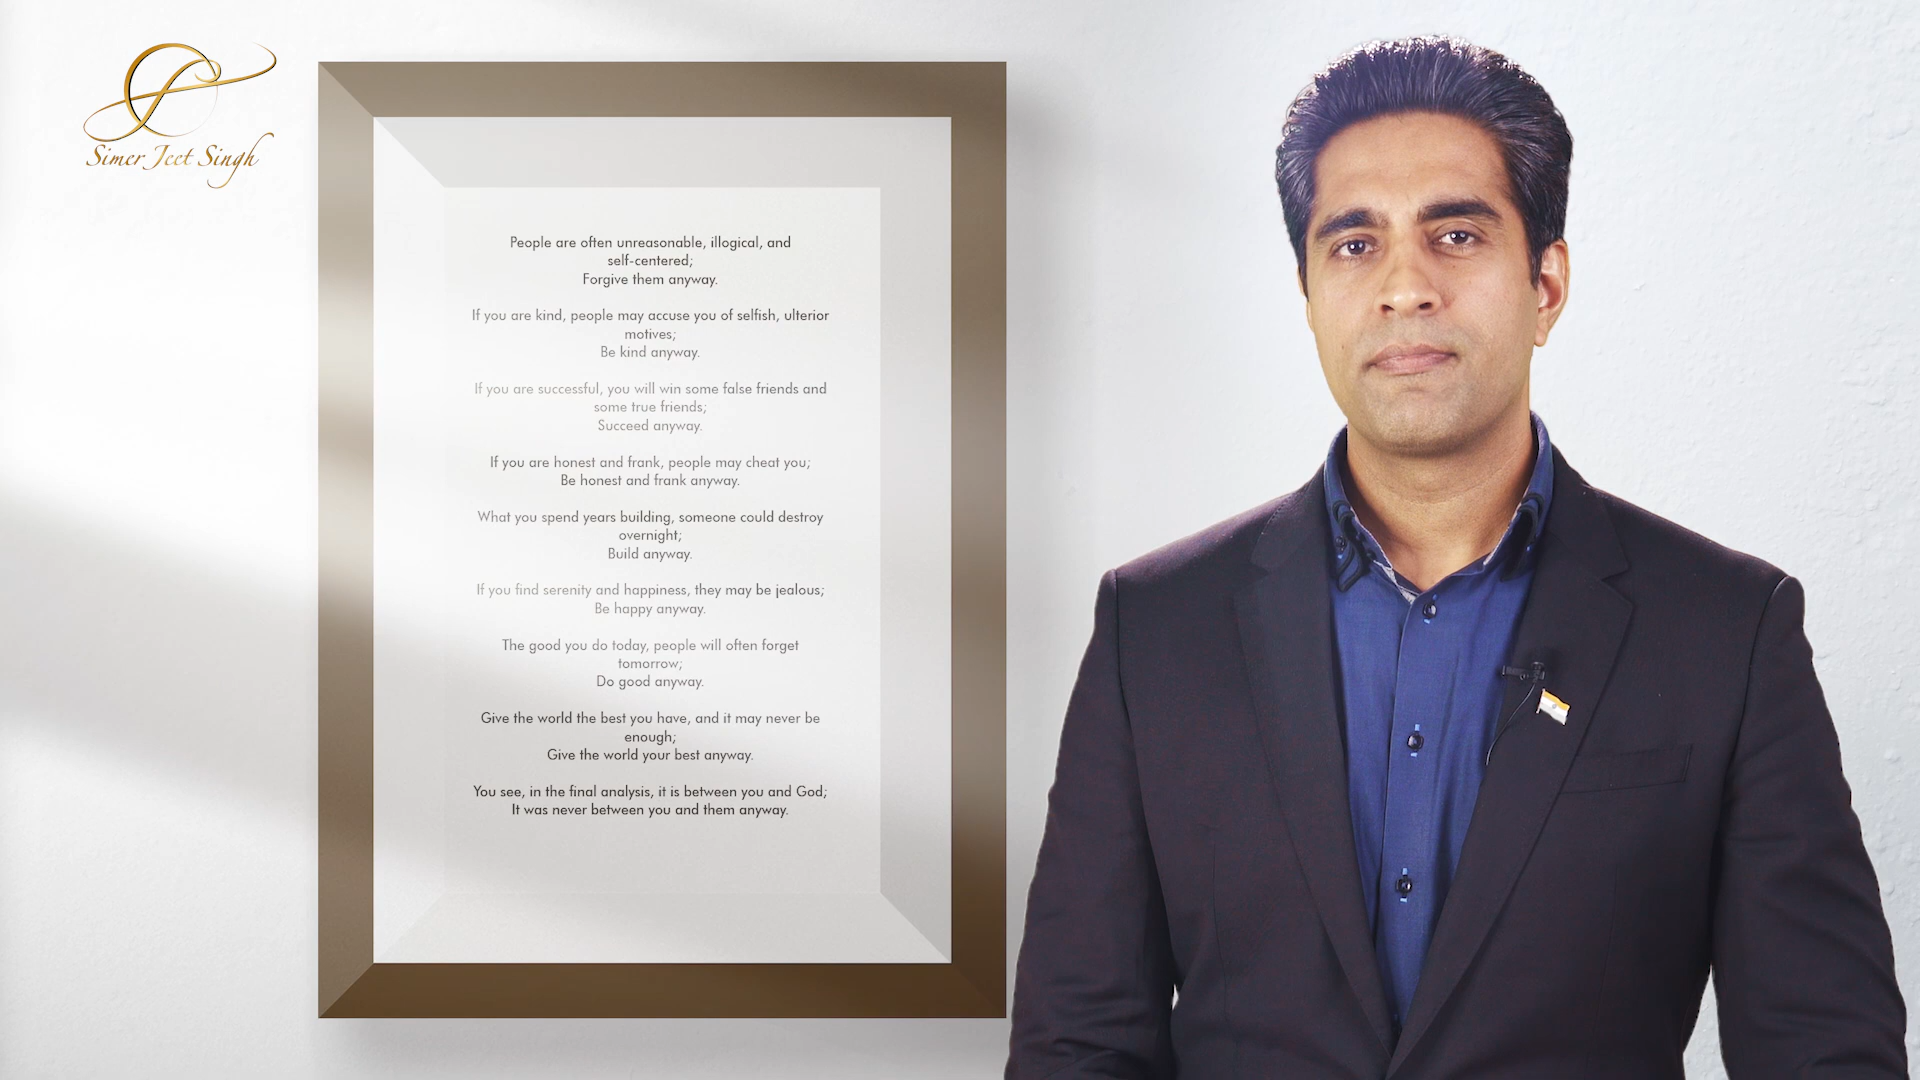 Simer Jeet Singh
People are often unreasonable, illogical, and
self-centered;
Forgive them anyway.
If you are kind, people may accuse you of selfish, ulterior
motives;
Be kind anyway.
If you are successful, you will win some false friends and
some true friends;
Succeed anyway.
If you are honest and frank, people may cheat you;
Be honest and frank anyway.
What you spend years building, someone could destroy
overnight;
Build anyway.
If you find serenity and happiness, they may be jealous;
Be happy anyway.
The good you do today, people will often forget
tomorrow;
Do good anyway.
Give the world the best you have, and it may never be
enough;
Give the world your best anyway.
You see, in the final analysis, it is between you and God;
It was never between you and them anyway.